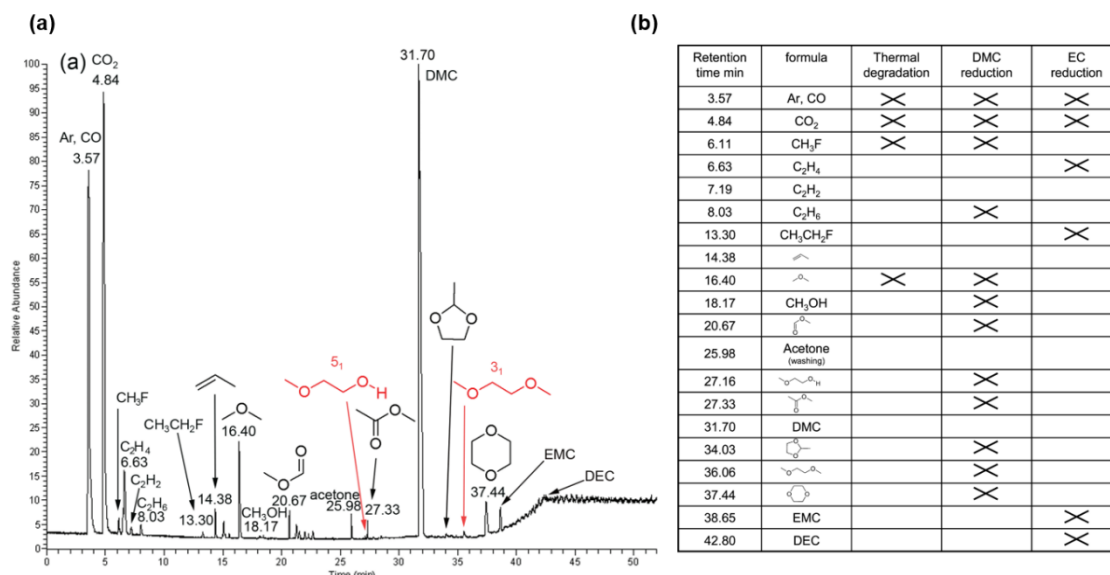 (a)
(b)
(a)
Relative Abundance
100
95
90
85
80
75
70
65
60
55
50
45
40
35
30
25
20
15
10
5
0
0 5 10 15 20 25 30 35 40 45 50
Time (min)
Ar, CO
3.57
CO2
4.84
CH3F
C2H4
6.63
C2H2
C2H6
8.03
CH3CH2F
13.30
14.38
O
16.40
CH3OH
18.17
O
O
20.67
acetone
25.98
51
O
O
H
27.33
O
O
31.70
DMC
O
O
31
O
O
O
O
37.44
EMC
DEC
Retention time min formula Thermal degradation DMC reduction EC reduction
3.57 Ar, CO
4.84 CO2
6.11 CH3F
6.63 C2H4
7.19 C2H2
8.03 C2H6
13.30 CH3CH2F
14.38
16.40
18.17 CH3OH
20.67
25.98 Acetone
(washing)
27.16
27.33
31.70 DMC
34.03
36.06
37.44
38.65 EMC
42.80 DEC